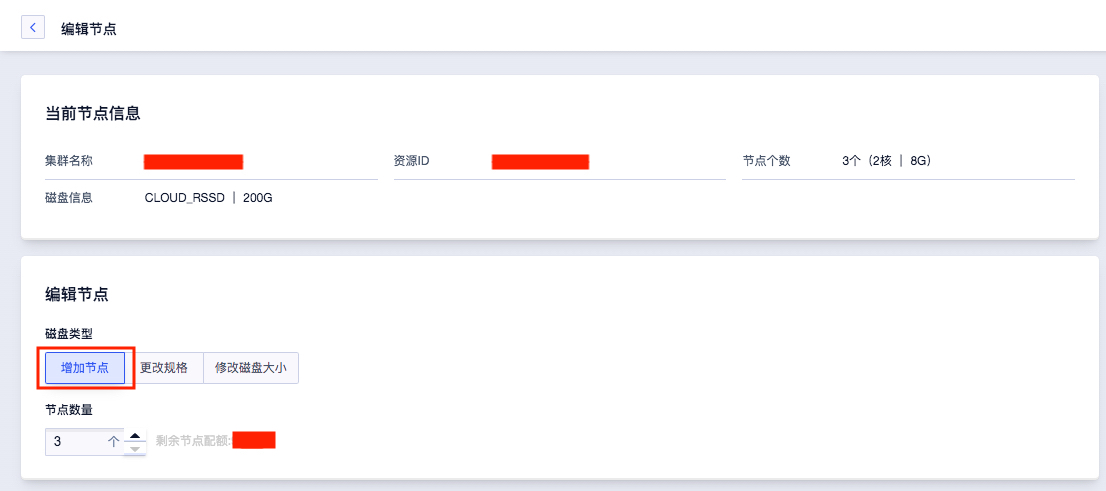 编辑节点
当前节点信息
集群名称 资源ID 节点个数 3个（2核 | 8G）
磁盘信息 CLOUD_RSSD | 200G
编辑节点
磁盘类型
增加节点 更改规格 修改磁盘大小
节点数量
3 个 剩余节点配额: